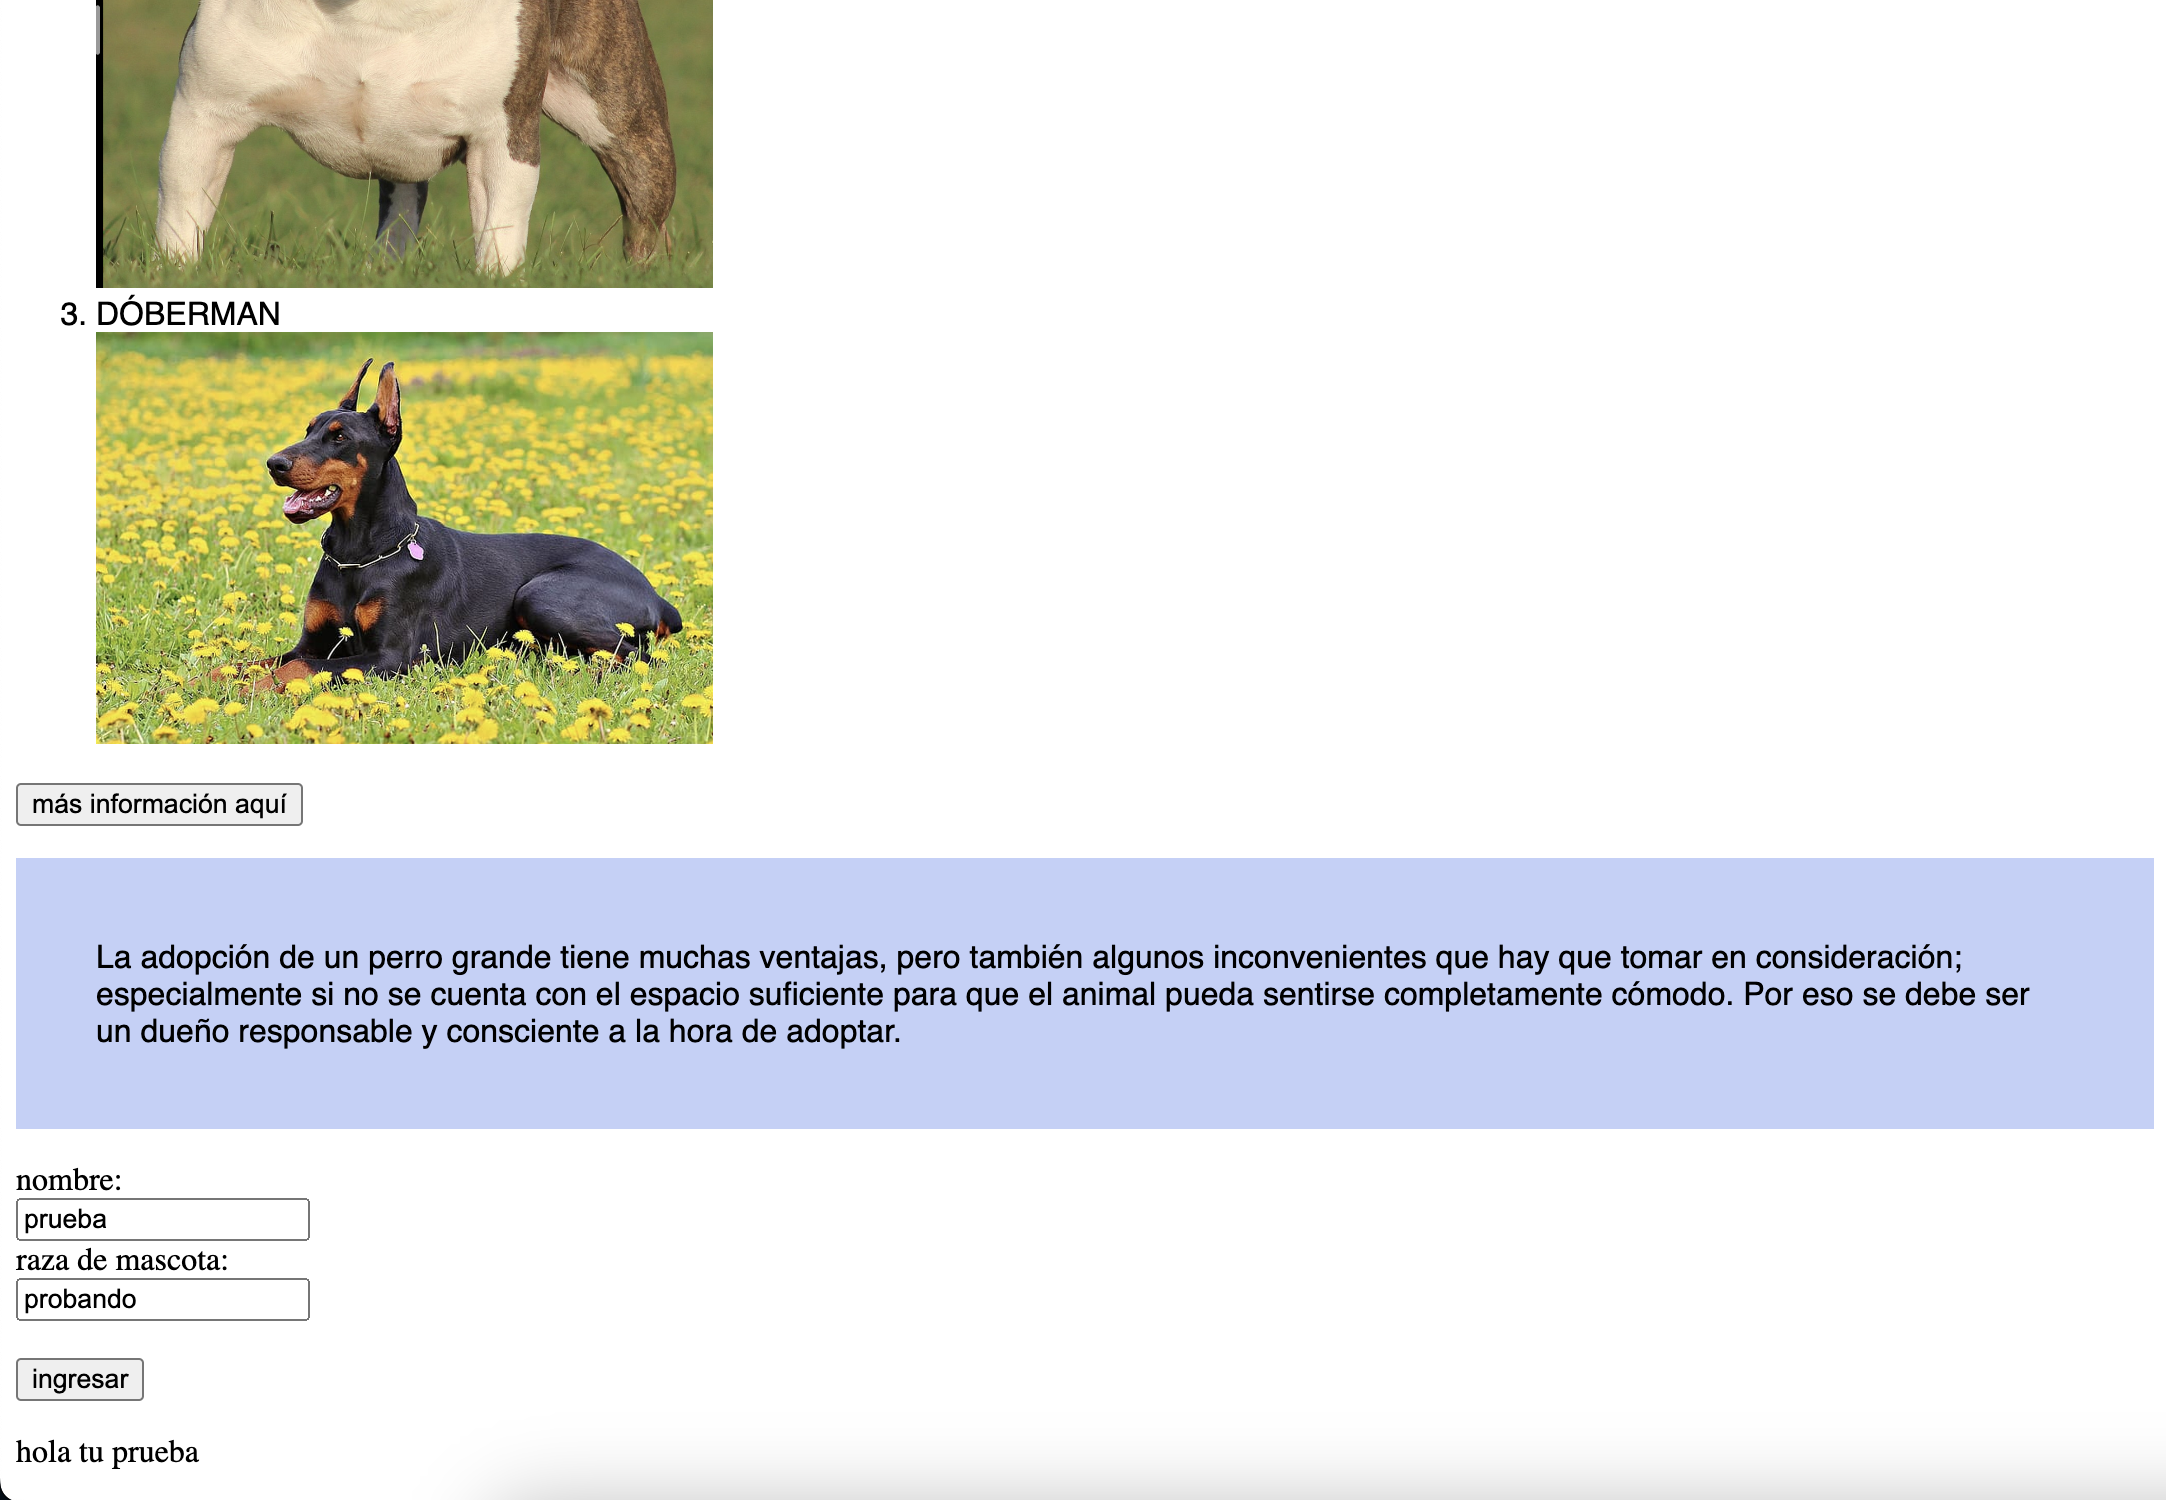 3. DÓBERMAN
más información aquí
La adopción de un perro grande tiene muchas ventajas, pero también algunos inconvenientes que hay que tomar en consideración;
especialmente si no se cuenta con el espacio suficiente para que el animal pueda sentirse completamente cómodo. Por eso se debe ser
un dueño responsable y consciente a la hora de adoptar.
nombre:
prueba
raza de mascota:
probando
ingresar
hola tu prueba